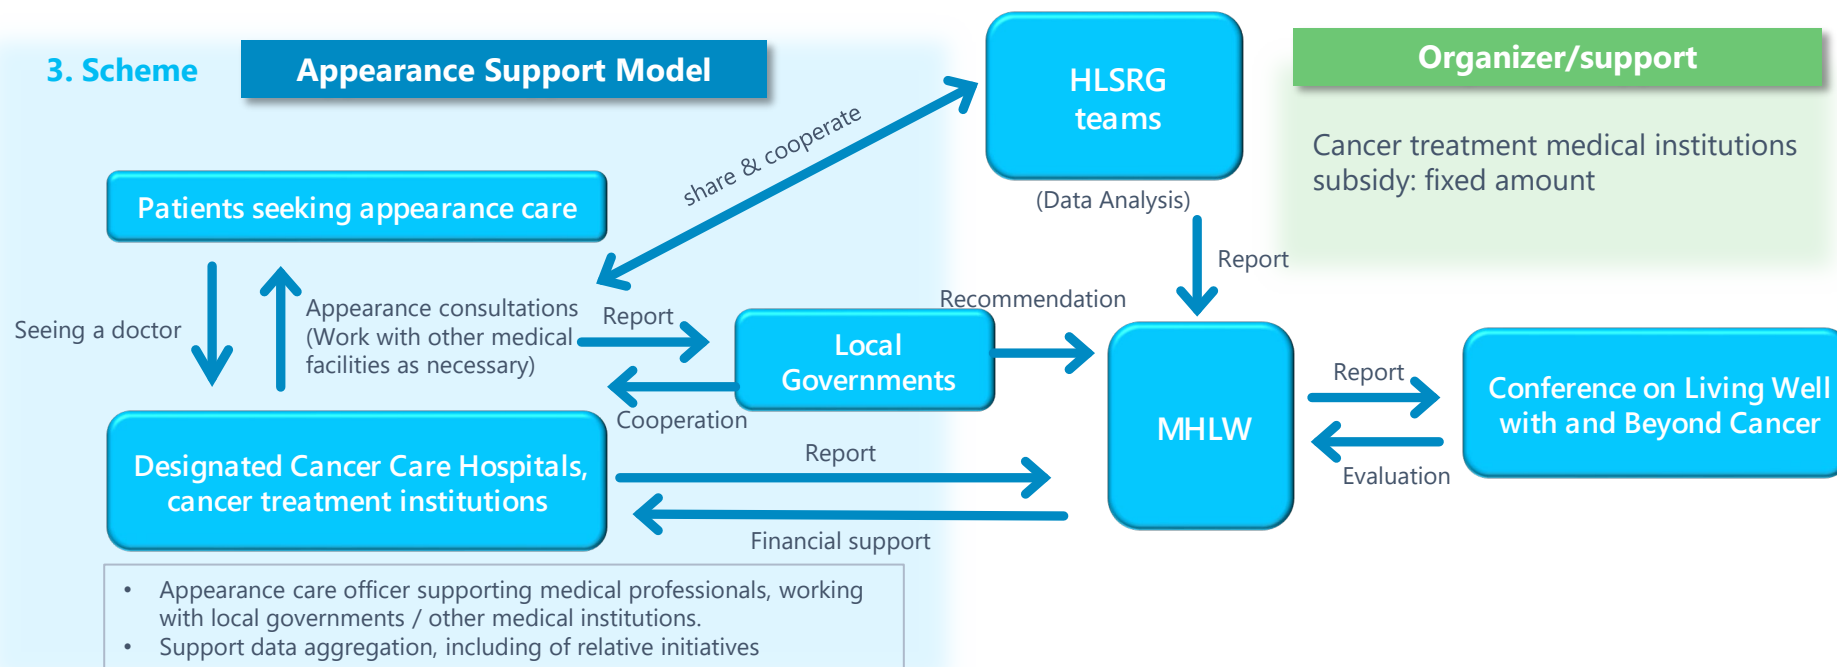 3. Scheme
Appearance Support Model
HLSRG
teams
(Data Analysis)
Organizer/support
Cancer treatment medical institutions
subsidy: fixed amount
share & cooperate
Patients seeking appearance care
Seeing a doctor
Appearance consultations
(Work with other medical
facilities as necessary)
Report
Cooperation
Local
Governments
Recommendation
Report
MHLW
Report
Evaluation
Conference on Living Well
with and Beyond Cancer
Designated Cancer Care Hospitals,
cancer treatment institutions
Report
Financial support
• Appearance care officer supporting medical professionals, working
with local governments / other medical institutions.
• Support data aggregation, including of relative initiatives